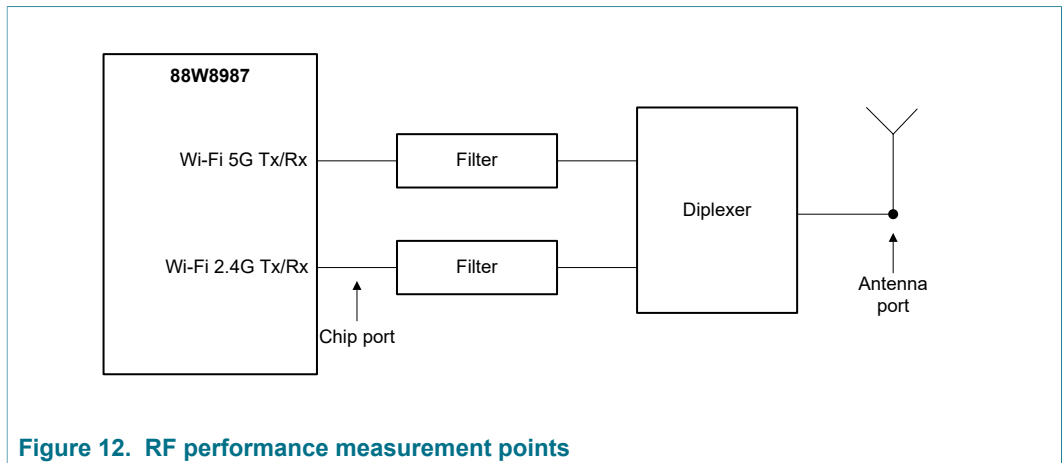 88W8987
Wi-Fi 5G Tx/Rx
Filter
Diplexer
Wi-Fi 2.4G Tx/Rx
Filter
Chip port
Antenna
port
Figure 12. RF performance measurement points